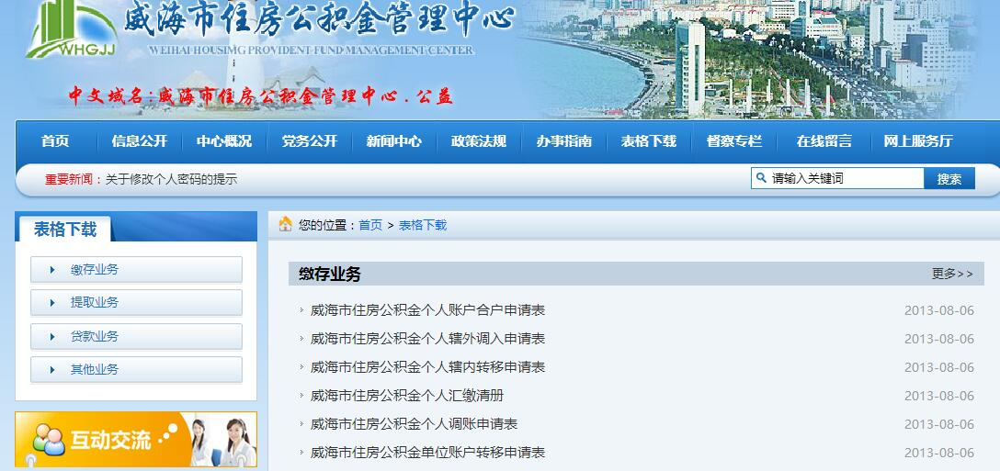 威海市住房公积金管理中心
WHGJJ
WEIHAI HOUSIMG PROVIDENT FUND MANAGEMENT CENTER
中文域名:威海市住房公积金管理中心.公益
首页 信息公开 中心概况 党务公开 新闻中心 政策法规 办事指南 表格下载 督察专栏 在线留言 网上服务厅
重要新闻：关于修改个人密码的提示 请输入关键词 搜索
表格下载
缴存业务
提取业务
贷款业务
其他业务
互动交流
您的位置：首页 > 表格下载
缴存业务 更多>>
威海市住房公积金个人账户合户申请表 2013-08-06
威海市住房公积金个人辖外调入申请表 2013-08-06
威海市住房公积金个人辖内转移申请表 2013-08-06
威海市住房公积金个人汇缴清册 2013-08-06
威海市住房公积金个人调账申请表 2013-08-06
威海市住房公积金单位账户转移申请表 2013-08-06